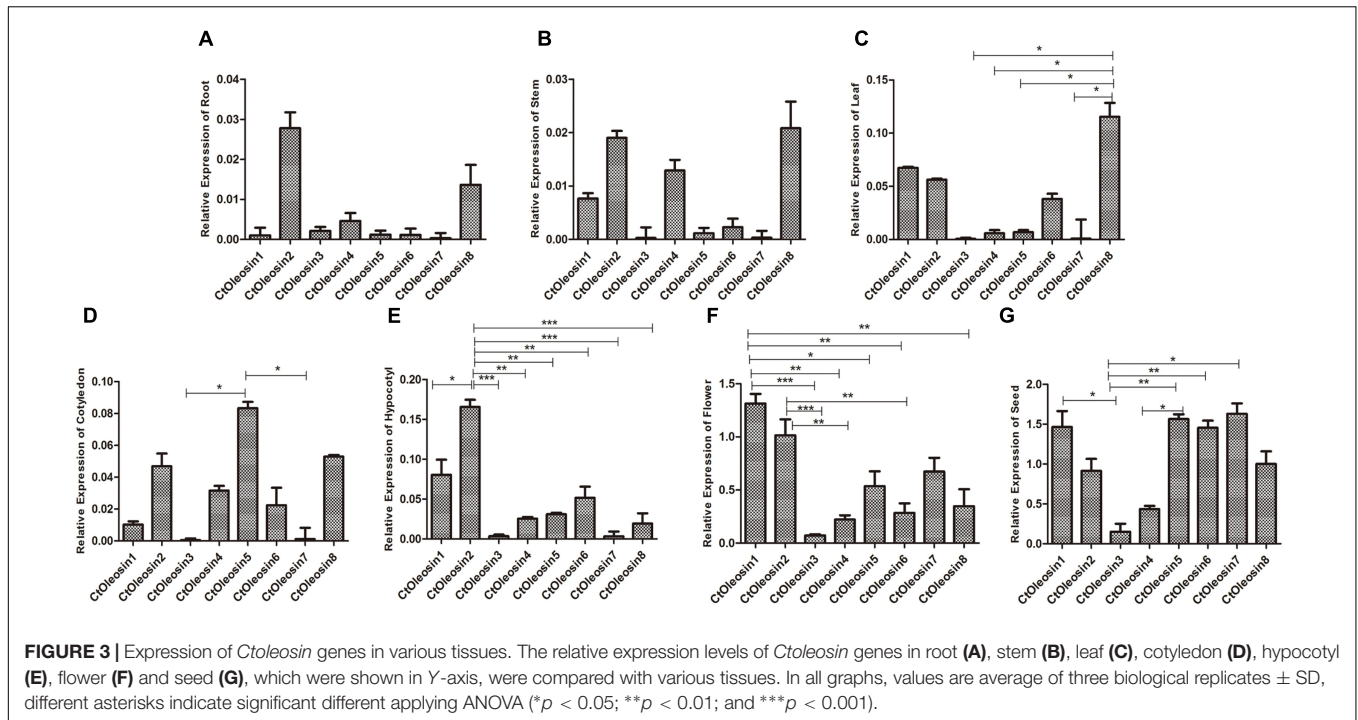 A
Relative Expression of Root
0.04
0.03
0.02
0.01
0.00
CtOleosin1
CtOleosin2
CtOleosin3
CtOleosin4
CtOleosin5
CtOleosin6
CtOleosin7
CtOleosin8
B
Relative Expression of Stem
0.03
0.02
0.01
0.00
CtOleosin1
CtOleosin2
CtOleosin3
CtOleosin4
CtOleosin5
CtOleosin6
CtOleosin7
CtOleosin8
C
Relative Expression of Leaf
0.15
0.10
0.05
0.00
*
*
*
*
CtOleosin1
CtOleosin2
CtOleosin3
CtOleosin4
CtOleosin5
CtOleosin6
CtOleosin7
CtOleosin8
D
Relative Expression of Cotyledon
0.10
0.08
0.06
0.04
0.02
0.00
*
*
CtOleosin1
CtOleosin2
CtOleosin3
CtOleosin4
CtOleosin5
CtOleosin6
CtOleosin7
CtOleosin8
E
Relative Expression of Hypocotyl
0.20
0.15
0.10
0.05
0.00
***
***
**
**
**
* ***
CtOleosin1
CtOleosin2
CtOleosin3
CtOleosin4
CtOleosin5
CtOleosin6
CtOleosin7
CtOleosin8
F
Relative Expression of Flower
1.5
1.0
0.5
0.0
**
**
*
**
***
**
***
**
CtOleosin1
CtOleosin2
CtOleosin3
CtOleosin4
CtOleosin5
CtOleosin6
CtOleosin7
CtOleosin8
G
Relative Expression of Seed
2.0
1.5
1.0
0.5
0.0
*
**
**
*
*
CtOleosin1
CtOleosin2
CtOleosin3
CtOleosin4
CtOleosin5
CtOleosin6
CtOleosin7
CtOleosin8
FIGURE 3 | Expression of Ctoleosin genes in various tissues. The relative expression levels of Ctoleosin genes in root (A), stem (B), leaf (C), cotyledon (D), hypocotyl
(E), flower (F) and seed (G), which were shown in Y-axis, were compared with various tissues. In all graphs, values are average of three biological replicates ± SD,
different asterisks indicate significant different applying ANOVA (*p < 0.05; **p < 0.01; and ***p < 0.001).